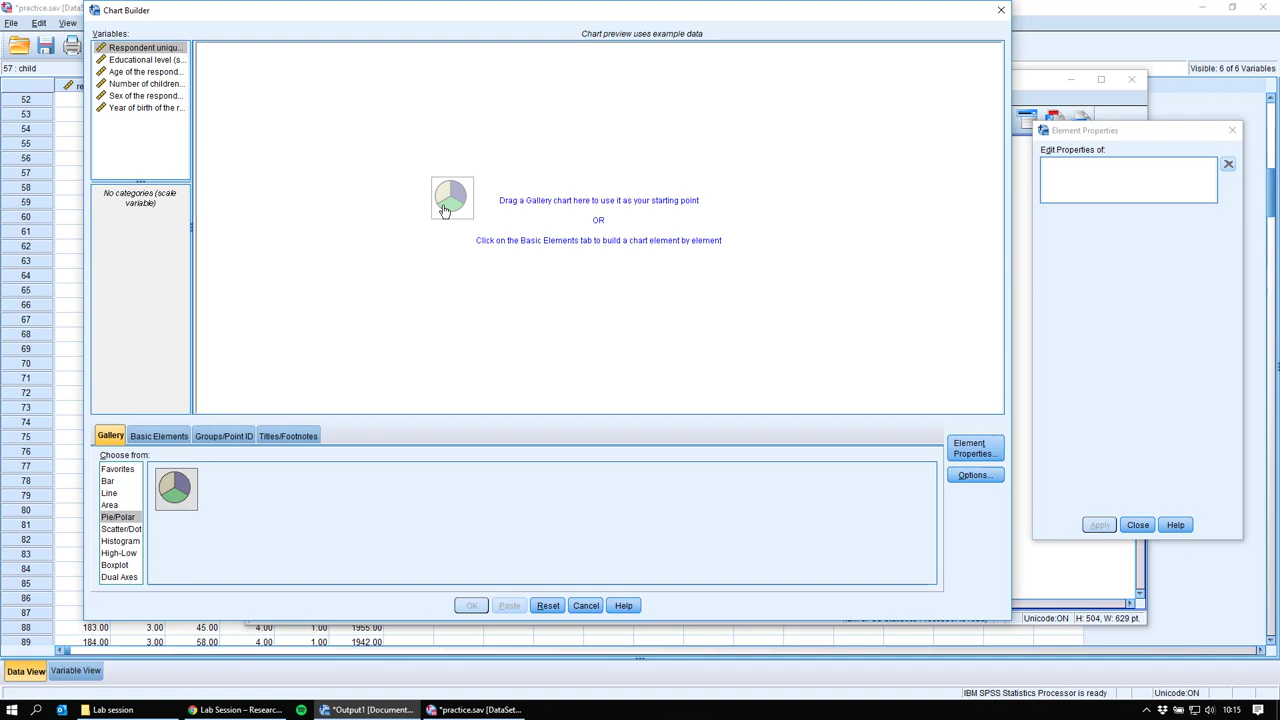 *practice.sav [DataS
Chart Builder
File Edit View
Variables:
Chart preview uses example data
Respondent uniqu...
Educational level (s...
Age of the respond...
Number of children...
Sex of the respond...
Year of birth of the r...
57 : child
Visible: 6 of 6 Variables
re
52
53
54
55
56
57
58
59
60
61
62
63
64
65
66
67
68
69
70
71
72
73
74
75
76
77
78
79
80
81
82
83
84
85
86
87
88 183.00 3.00 45.00 4.00 1.00 1955.00
89 184.00 3.00 58.00 4.00 1.00 1942.00
No categories (scale
variable)
Drag a Gallery chart here to use it as your starting point
OR
Click on the Basic Elements tab to build a chart element by element
Element Properties
Edit Properties of:
Apply Close Help
Gallery Basic Elements Groups/Point ID Titles/Footnotes
Choose from:
Favorites
Bar
Line
Area
Pie/Polar
Scatter/Dot
Histogram
High-Low
Boxplot
Dual Axes
Element
Properties...
Options...
OK Paste Reset Cancel Help
Unicode:ON H: 504, W: 629 pt.
Data View Variable View
IBM SPSS Statistics Processor is ready Unicode:ON
Lab session
Lab Session – Researc...
*Output1 [Document...
*practice.sav [DataSet...
10:15